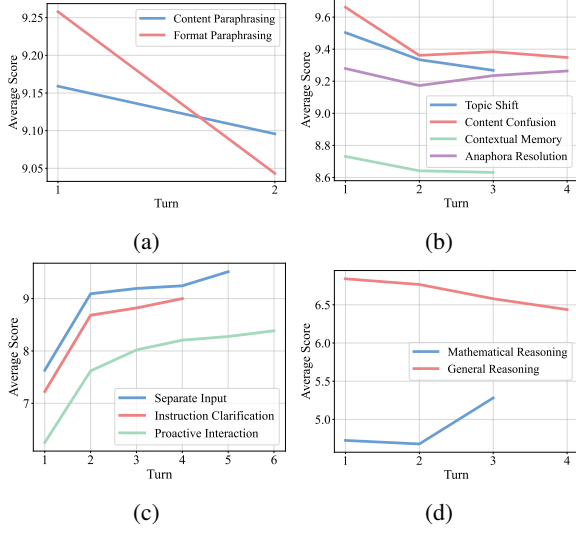 Average Score
9.25
9.20
9.15
9.10
9.05
Content Paraphrasing
Format Paraphrasing
1
2
Turn
(a)
Average Score
9.6
9.4
9.2
9.0
8.8
8.6
Topic Shift
Content Confusion
Contextual Memory
Anaphora Resolution
1
2
3
4
Turn
(b)
Average Score
9
8
7
Separate Input
Instruction Clarification
Proactive Interaction
1
2
3
4
5
6
Turn
(c)
Average Score
6.5
6.0
5.5
5.0
Mathematical Reasoning
General Reasoning
1
2
3
4
Turn
(d)